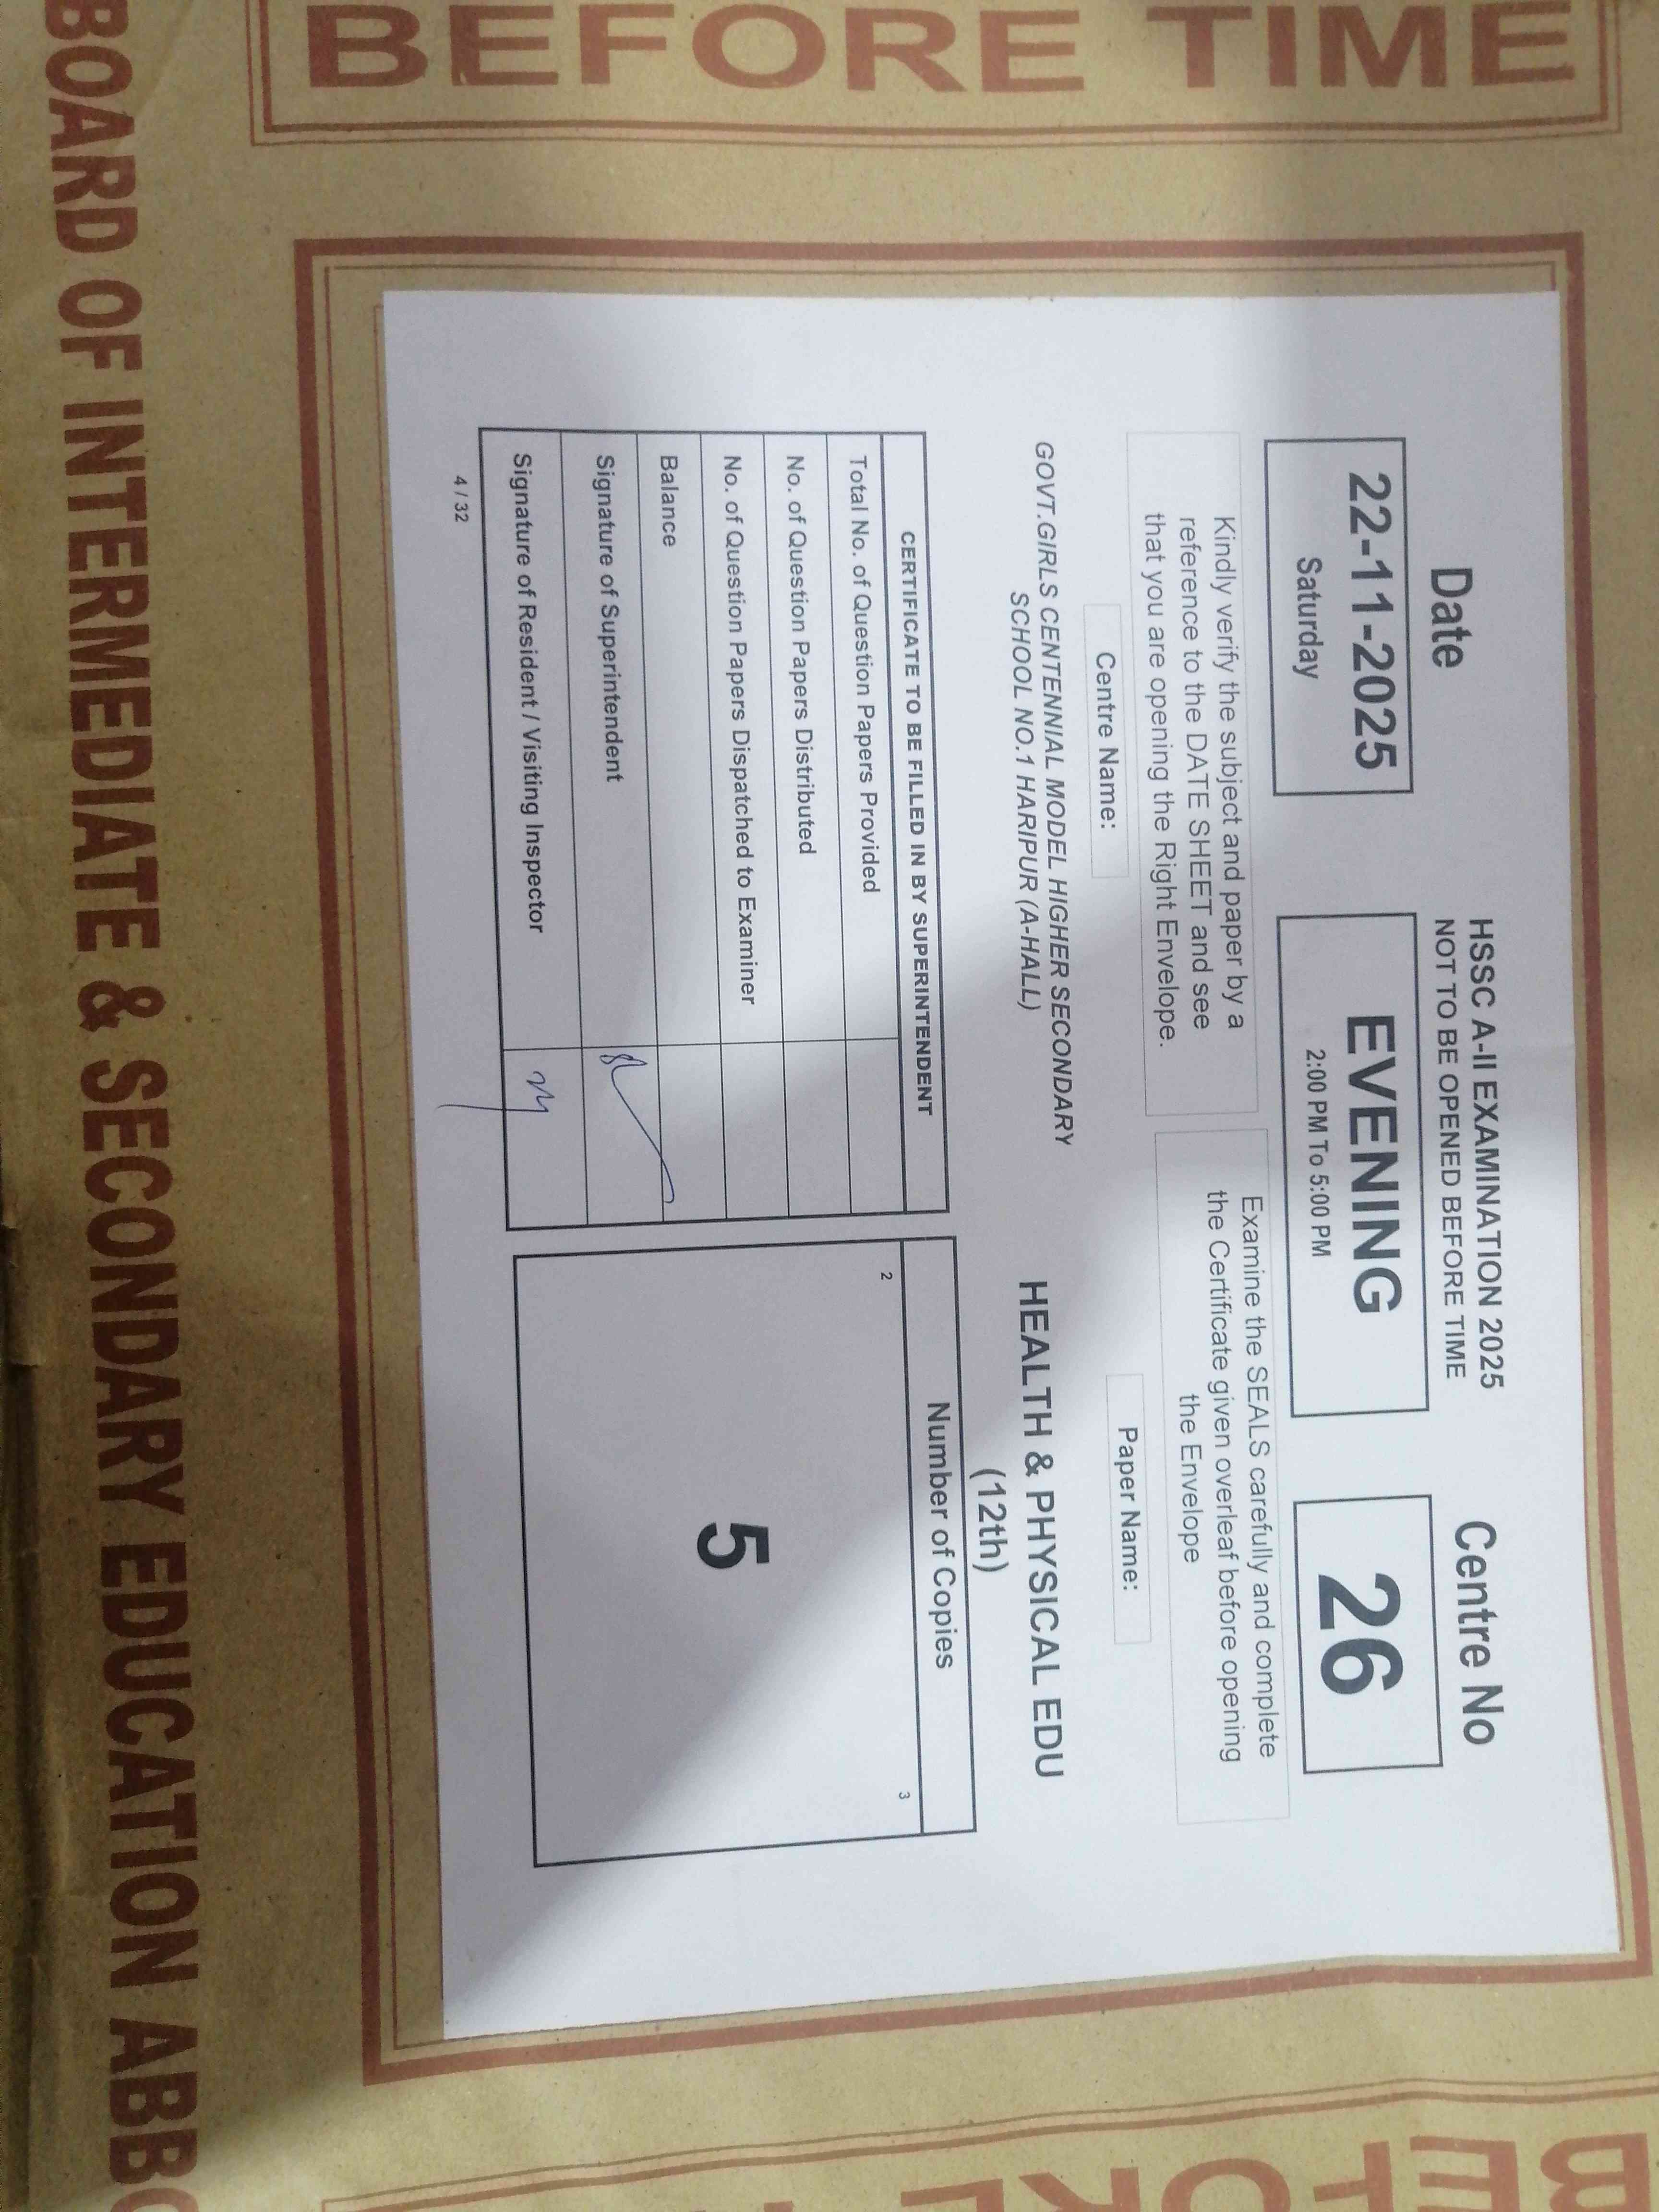 BEFORE TIME
Date
HSSC A-II EXAMINATION 2025
NOT TO BE OPENED BEFORE TIME
Centre No
22-11-2025
Saturday
EVENING
2:00 PM To 5:00 PM
26
Kindly verify the subject and paper by a
reference to the DATE SHEET and see
that you are opening the Right Envelope.
Examine the SEALS carefully and complete
the Certificate given overleaf before opening
the Envelope
Centre Name:
Paper Name:
GOVT.GIRLS CENTENNIAL MODEL HIGHER SECONDARY
SCHOOL NO.1 HARIPUR (A-HALL)
HEALTH & PHYSICAL EDU
(12th)
CERTIFICATE TO BE FILLED IN BY SUPERINTENDENT
Total No. of Question Papers Provided
No. of Question Papers Distributed
No. of Question Papers Dispatched to Examiner
Balance
Signature of Superintendent
Signature of Resident / Visiting Inspector
Number of Copies
2
3
5
4 / 32
BOARD OF INTERMEDIATE & SECONDARY EDUCATION ABB